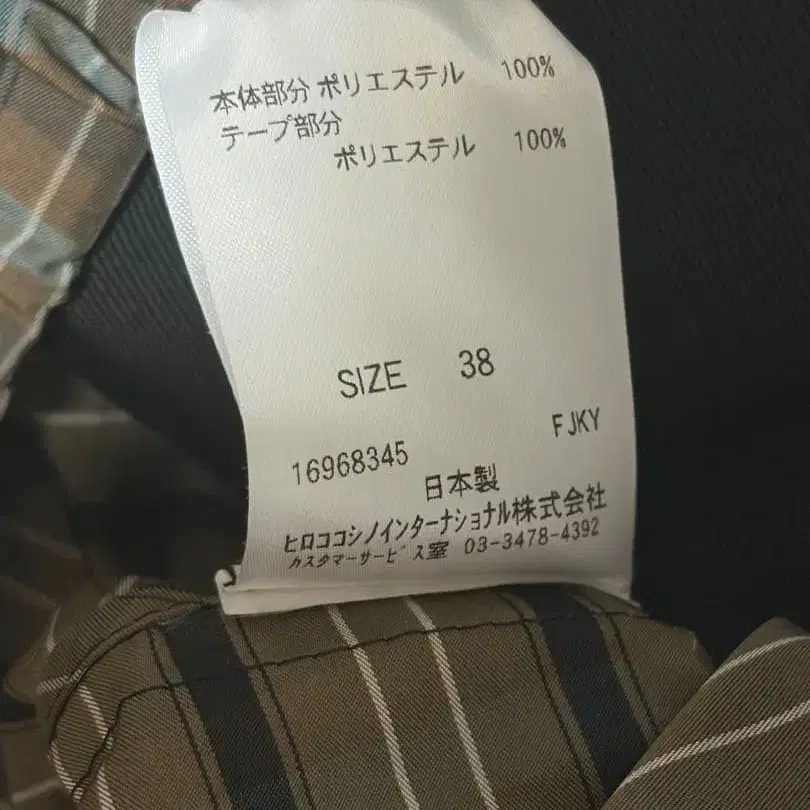 本体部分 ポリエステル 100%
テープ部分
ポリエステル 100%
SIZE 38
FJKY
16968345
日本製
ヒロココシノインターナショナル株式会社
カスタマーサービス室 03-3478-4392